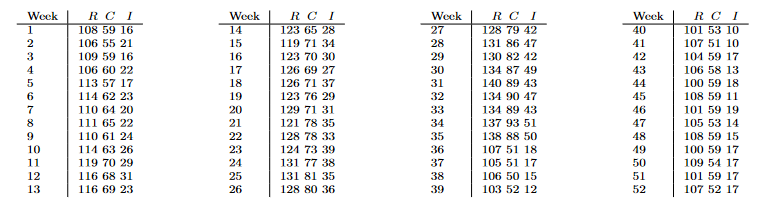 Week R C I
1 108 59 16
2 106 55 21
3 109 59 16
4 106 60 22
5 113 57 17
6 114 62 23
7 110 64 20
8 111 65 22
9 110 61 24
10 114 63 26
11 119 70 29
12 116 68 31
13 116 69 23
Week R C I
14 123 65 28
15 119 71 34
16 123 70 30
17 126 69 27
18 126 71 37
19 123 76 29
20 129 71 31
21 121 78 35
22 128 78 33
23 124 73 39
24 131 77 38
25 131 81 35
26 128 80 36
Week R C I
27 128 79 42
28 131 86 47
29 130 82 42
30 134 87 49
31 140 89 43
32 134 90 47
33 134 89 43
34 137 93 51
35 138 88 50
36 107 51 18
37 105 51 17
38 106 50 15
39 103 52 12
Week R C I
40 101 53 10
41 107 51 10
42 104 59 17
43 106 58 13
44 100 59 18
45 108 59 11
46 101 59 19
47 105 53 14
48 108 59 15
49 100 59 17
50 109 54 17
51 101 59 17
52 107 52 17